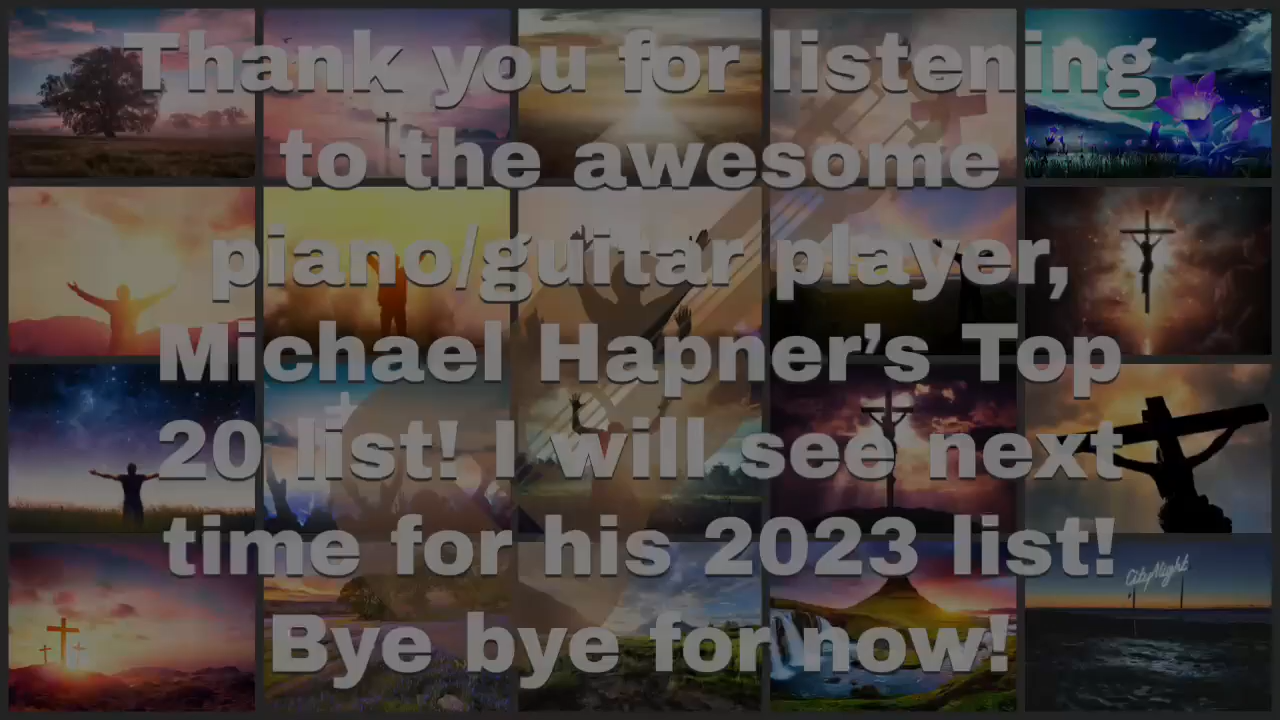 Thank you for listening
to the awesome
piano/guitar player,
Michael Hapner’s Top
20 list! I will see next
time for his 2023 list!
Bye bye for now!
CityNight